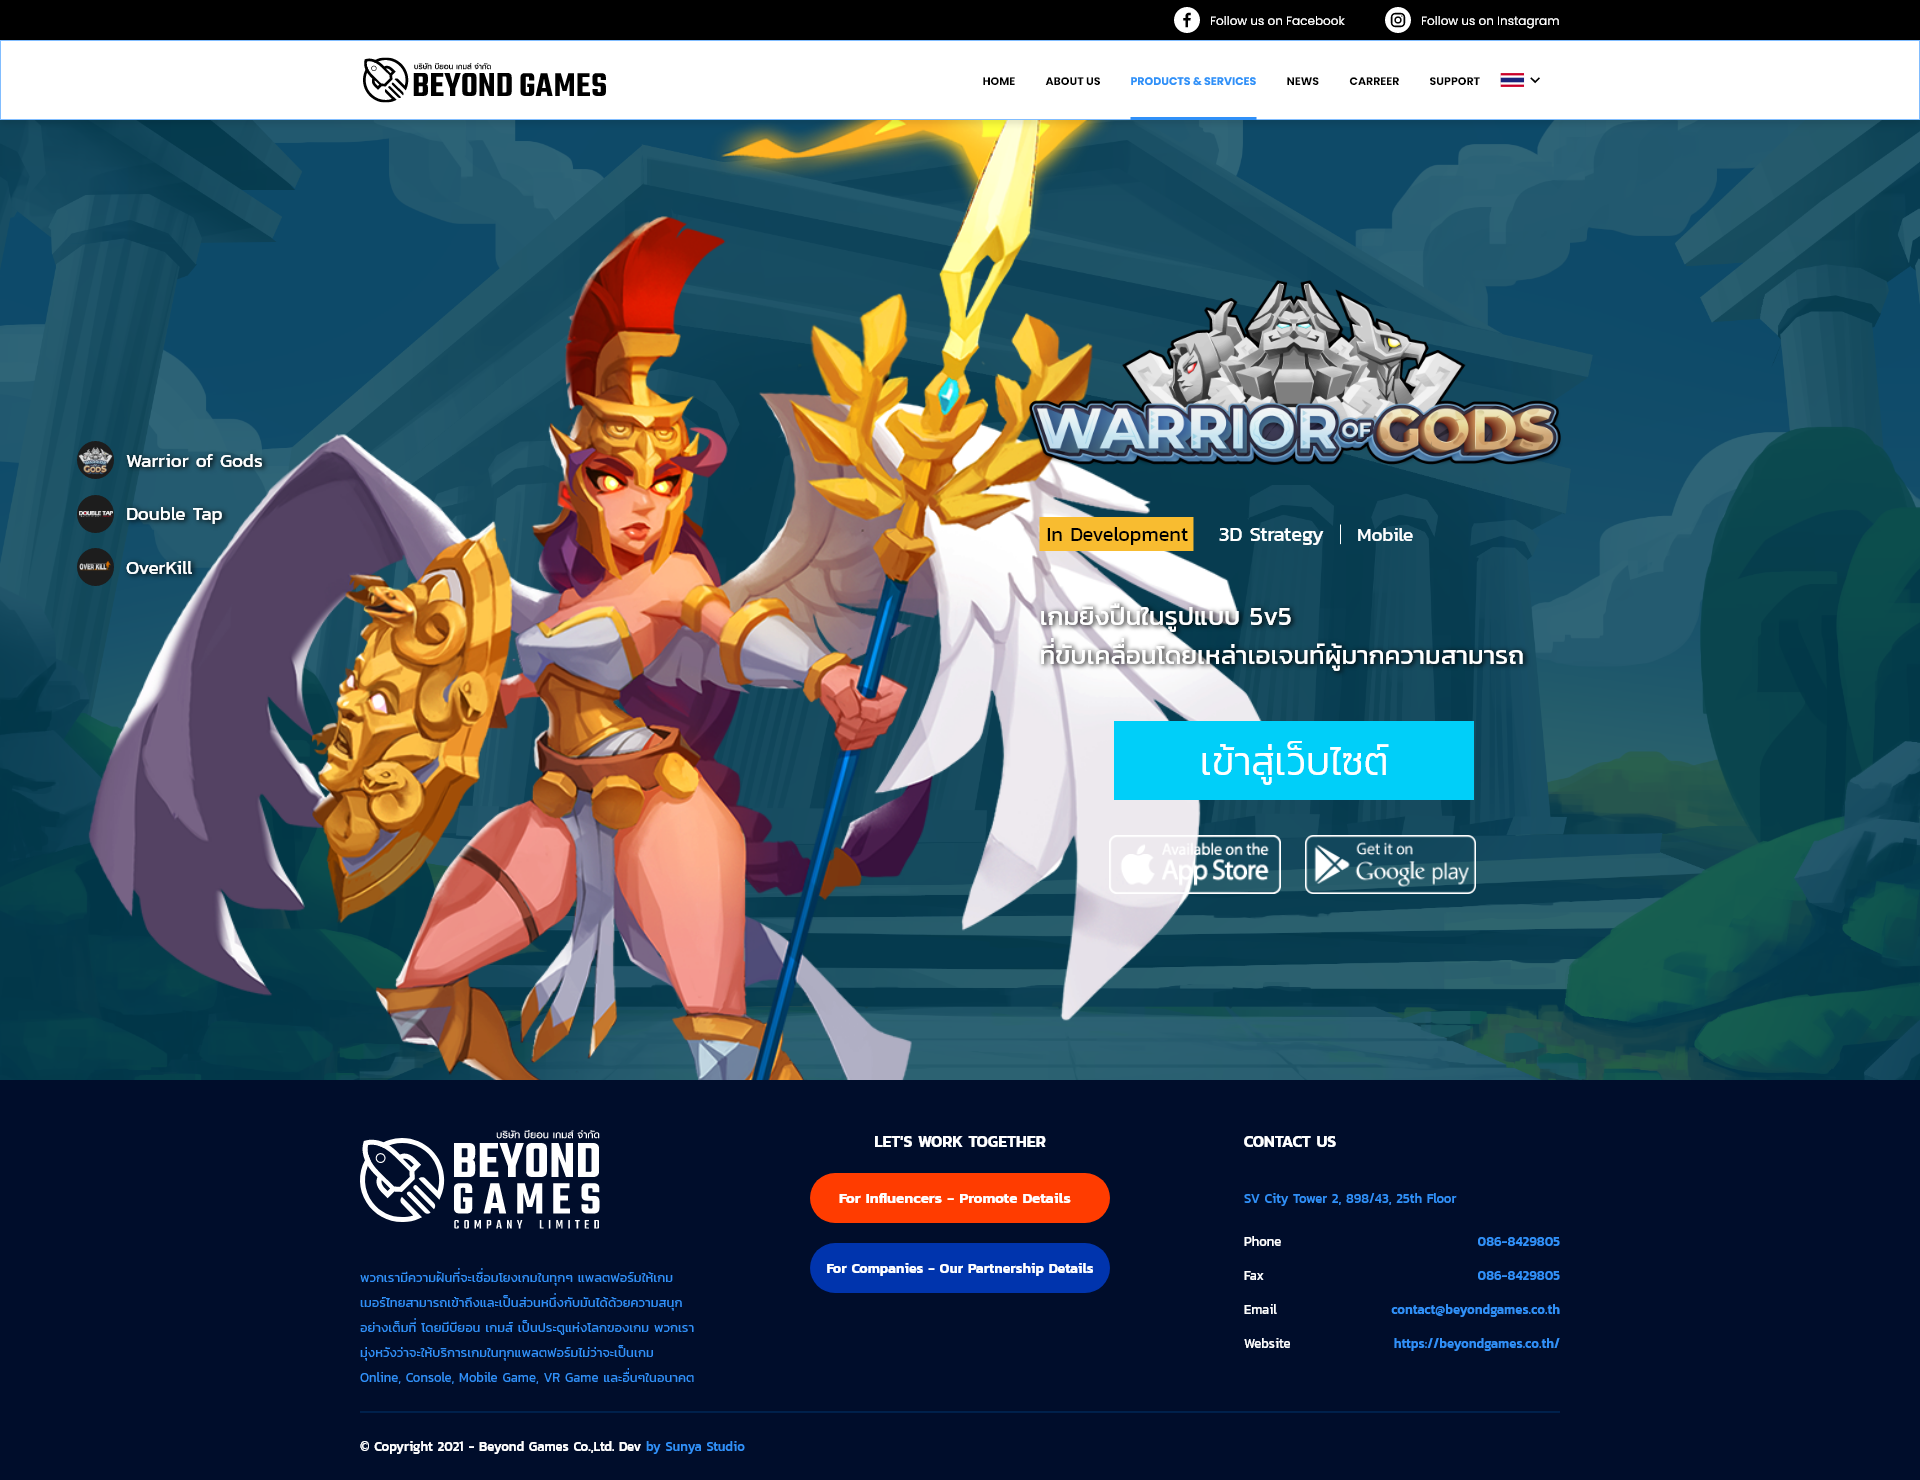 Follow us on Facebook
Follow us on Instagram
บริษัท บียอน เกมส์ จำกัด
BEYOND GAMES
HOME
ABOUT US
PRODUCTS & SERVICES
NEWS
CARREER
SUPPORT
WARRIOR OF GODS
GODS
Warrior of Gods
DOUBLE TAP
Double Tap
OVER KILL
OverKill
In Development
3D Strategy
Mobile
เกมยิงปืนในรูปแบบ 5v5
ที่ขับเคลื่อนโดยเหล่าเอเจนท์ผู้มากความสามารถ
เข้าสู่เว็บไซต์
Available on the
App Store
Get it on
Google play
บริษัท บียอน เกมส์ จำกัด
BEYOND
GAMES
COMPANY LIMITED
พวกเรามีความฝันที่จะเชื่อมโยงเกมในทุกๆ แพลตฟอร์มให้เกม
เมอร์ไทยสามารถเข้าถึงและเป็นส่วนหนึ่งกับมันได้ด้วยความสนุก
อย่างเต็มที่ โดยมีบียอน เกมส์ เป็นประตูแห่งโลกของเกม พวกเรา
มุ่งหวังว่าจะให้บริการเกมในทุกแพลตฟอร์มไม่ว่าจะเป็นเกม
Online, Console, Mobile Game, VR Game และอื่นๆในอนาคต
LET'S WORK TOGETHER
For Influencers - Promote Details
For Companies - Our Partnership Details
CONTACT US
SV City Tower 2, 898/43, 25th Floor
Phone 086-8429805
Fax 086-8429805
Email contact@beyondgames.co.th
Website https://beyondgames.co.th/
© Copyright 2021 - Beyond Games Co.,Ltd. Dev by Sunya Studio